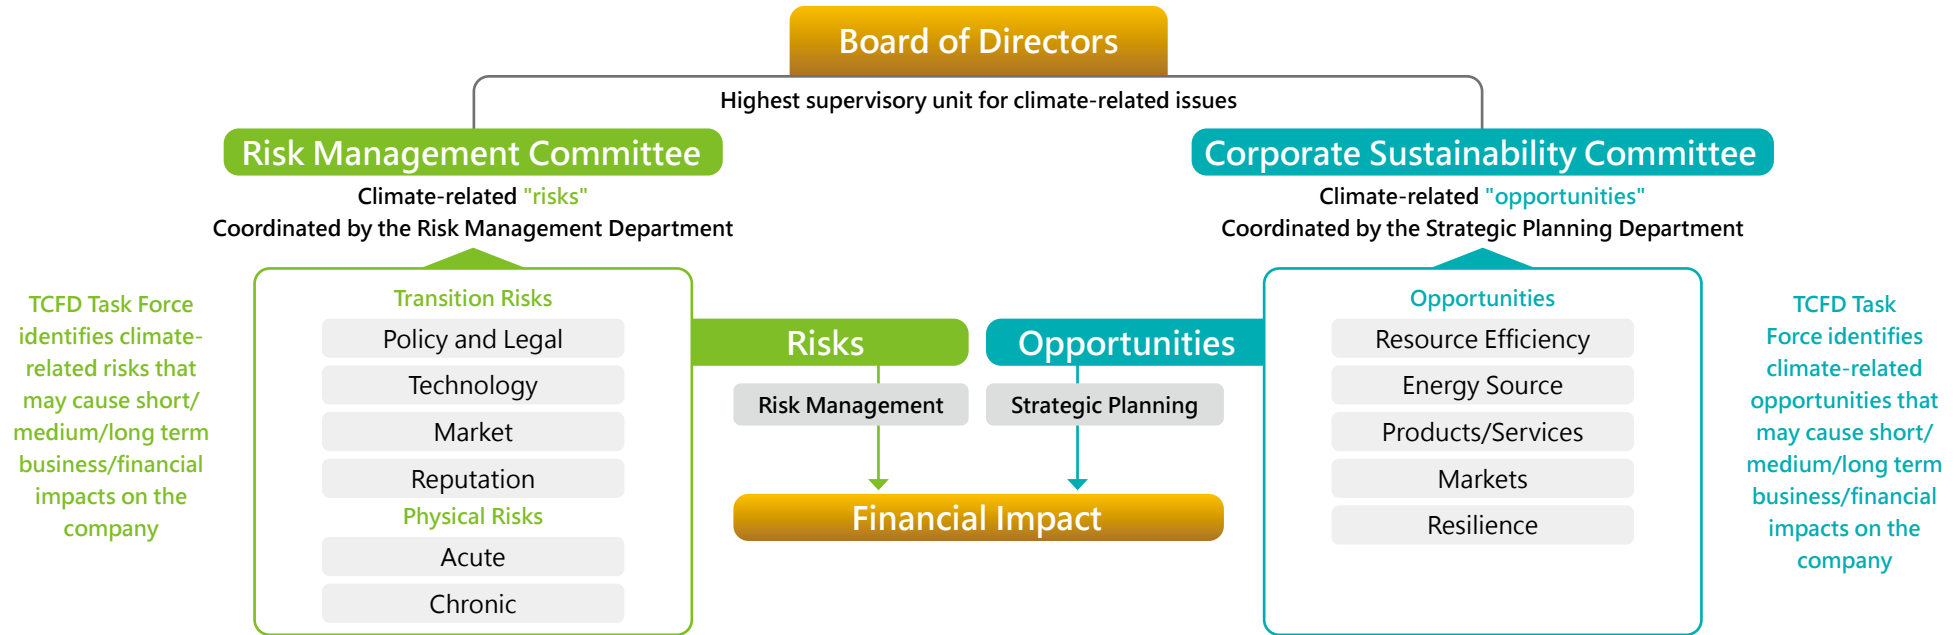 Board of Directors
Highest supervisory unit for climate-related issues
Risk Management Committee
Climate-related "risks"
Coordinated by the Risk Management Department
Corporate Sustainability Committee
Climate-related "opportunities"
Coordinated by the Strategic Planning Department
TCFD Task Force
identifies climate-
related risks that
may cause short/
medium/long term
business/financial
impacts on the
company
Transition Risks
Policy and Legal
Technology
Market
Reputation
Physical Risks
Acute
Chronic
Risks
Risk Management
Opportunities
Strategic Planning
Financial Impact
Opportunities
Resource Efficiency
Energy Source
Products/Services
Markets
Resilience
TCFD Task
Force identifies
climate-related
opportunities that
may cause short/
medium/long term
business/financial
impacts on the
company